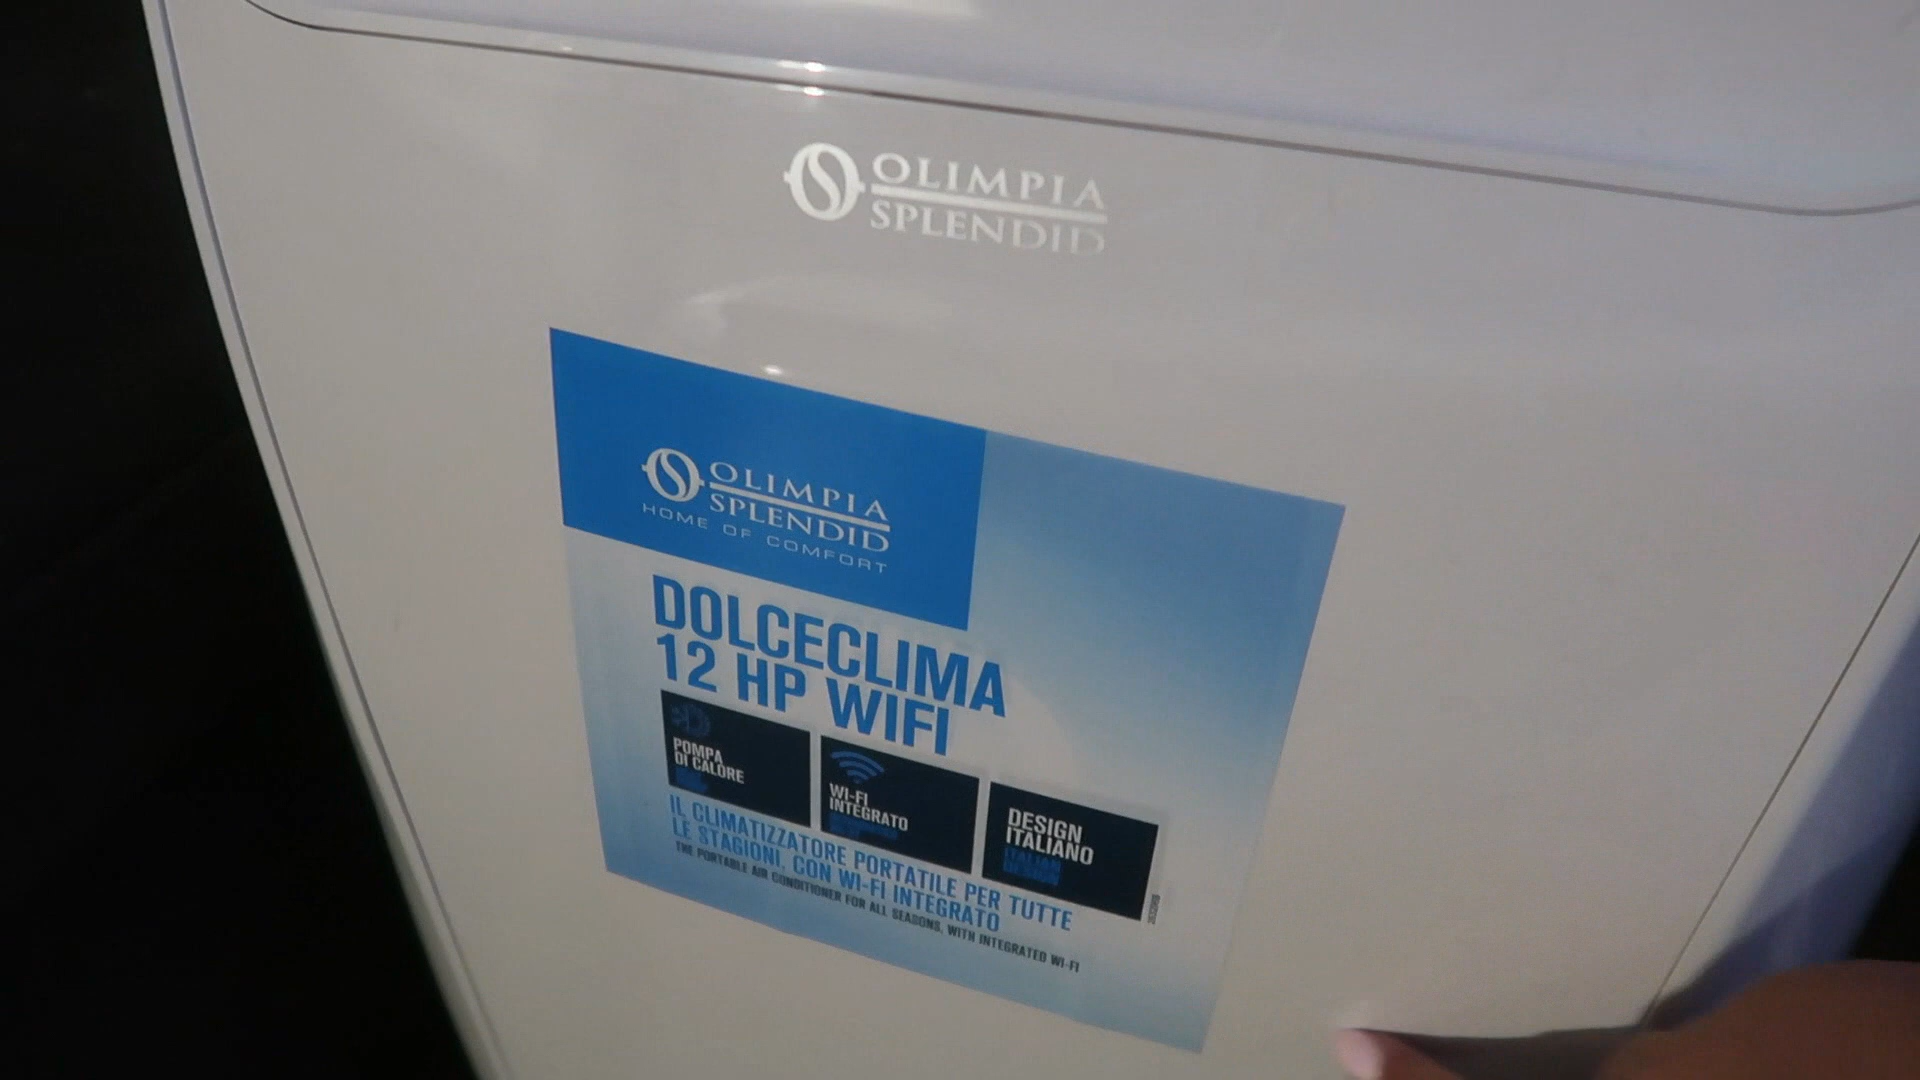 OLIMPIA
SPLENDID
OLIMPIA
SPLENDID
HOME OF COMFORT
DOLCECLIMA
12 HP WIFI
POMPA
DI CALORE
WI-FI
INTEGRATO
DESIGN
ITALIANO
ITALIAN
DESIGN
IL CLIMATIZZATORE PORTATILE PER TUTTE
LE STAGIONI, CON WI-FI INTEGRATO
THE PORTABLE AIR CONDITIONER FOR ALL SEASONS, WITH INTEGRATED WI-FI